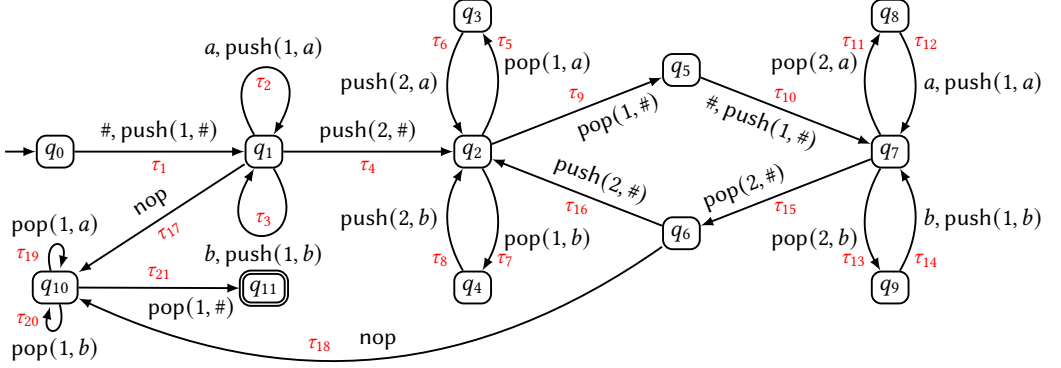 q3
q8
a, push(1, a)
τ6
τ5
τ11
τ12
q5
pop(1, a)
pop(2, a)
τ2
push(2, a)
a, push(1, a)
τ9
τ10
pop(1, #)
#, push(1, #)
#, push(1, #)
push(2, #)
q0
q1
q2
q7
τ1
τ4
push(2, #)
pop(2, #)
nop
τ16
τ15
τ3
push(2, b)
pop(1, b)
q6
pop(2, b)
b, push(1, b)
pop(1, a)
τ17
τ19
τ21
b, push(1, b)
τ8
τ7
τ13
τ14
q10
q11
q4
q9
pop(1, #)
τ20
pop(1, b)
τ18
nop